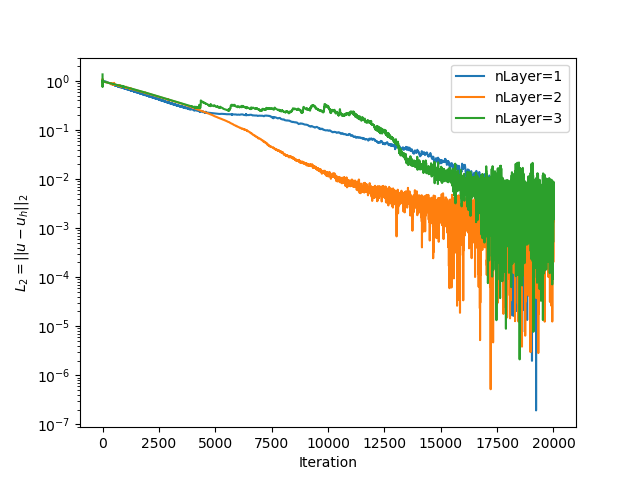 nLayer=1
nLayer=2
nLayer=3
10⁰
10⁻¹
10⁻²
10⁻³
10⁻⁴
10⁻⁵
10⁻⁶
10⁻⁷
L₂ = ||u − uₕ||₂
0 2500 5000 7500 10000 12500 15000 17500 20000
Iteration